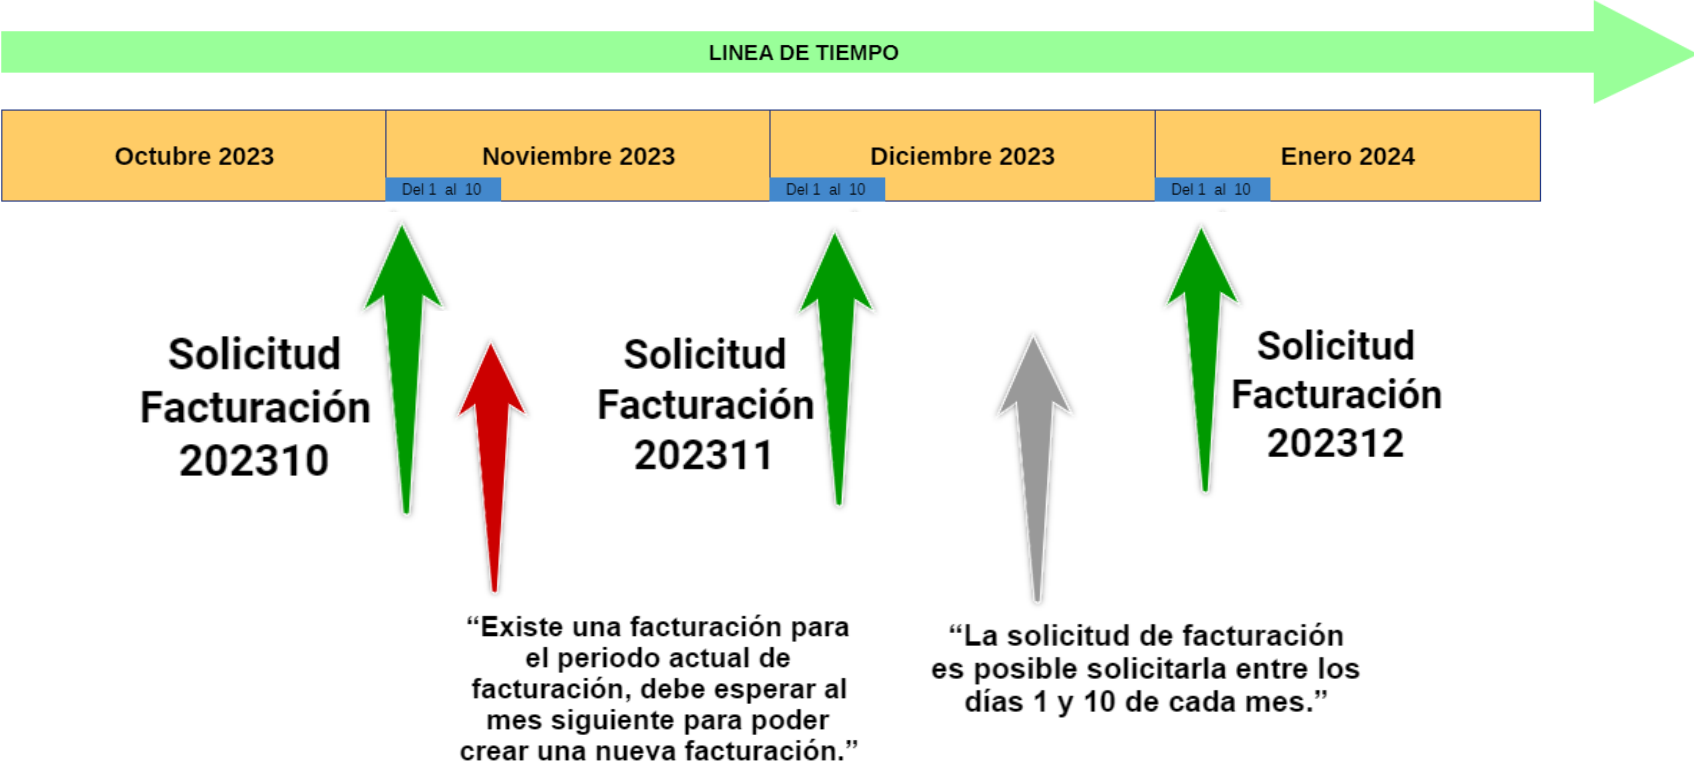 LINEA DE TIEMPO
Octubre 2023
Noviembre 2023
Diciembre 2023
Enero 2024
Del 1 al 10
Del 1 al 10
Del 1 al 10
Solicitud
Facturación
202310
Solicitud
Facturación
202311
Solicitud
Facturación
202312
“Existe una facturación para
el periodo actual de
facturación, debe esperar al
mes siguiente para poder
crear una nueva facturación.”
“La solicitud de facturación
es posible solicitarla entre los
días 1 y 10 de cada mes.”